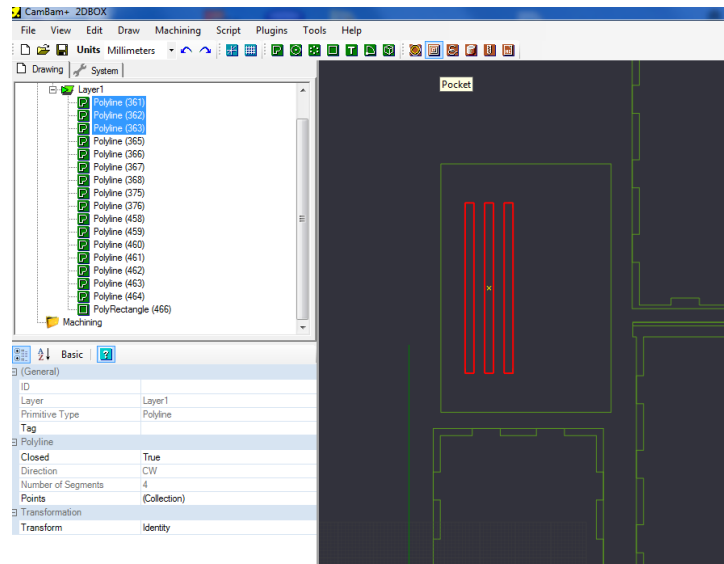 CamBam+ 2DBOX
File View Edit Draw Machining Script Plugins Tools Help
Units Millimeters
Drawing System
Pocket
Layer1
Polyline (361)
Polyline (362)
Polyline (363)
Polyline (365)
Polyline (366)
Polyline (367)
Polyline (368)
Polyline (375)
Polyline (376)
Polyline (458)
Polyline (459)
Polyline (460)
Polyline (461)
Polyline (462)
Polyline (463)
Polyline (464)
PolyRectangle (466)
Machining
Basic
(General)
ID
Layer Layer1
Primitive Type Polyline
Tag
Polyline
Closed True
Direction CW
Number of Segments 4
Points (Collection)
Transformation
Transform Identity